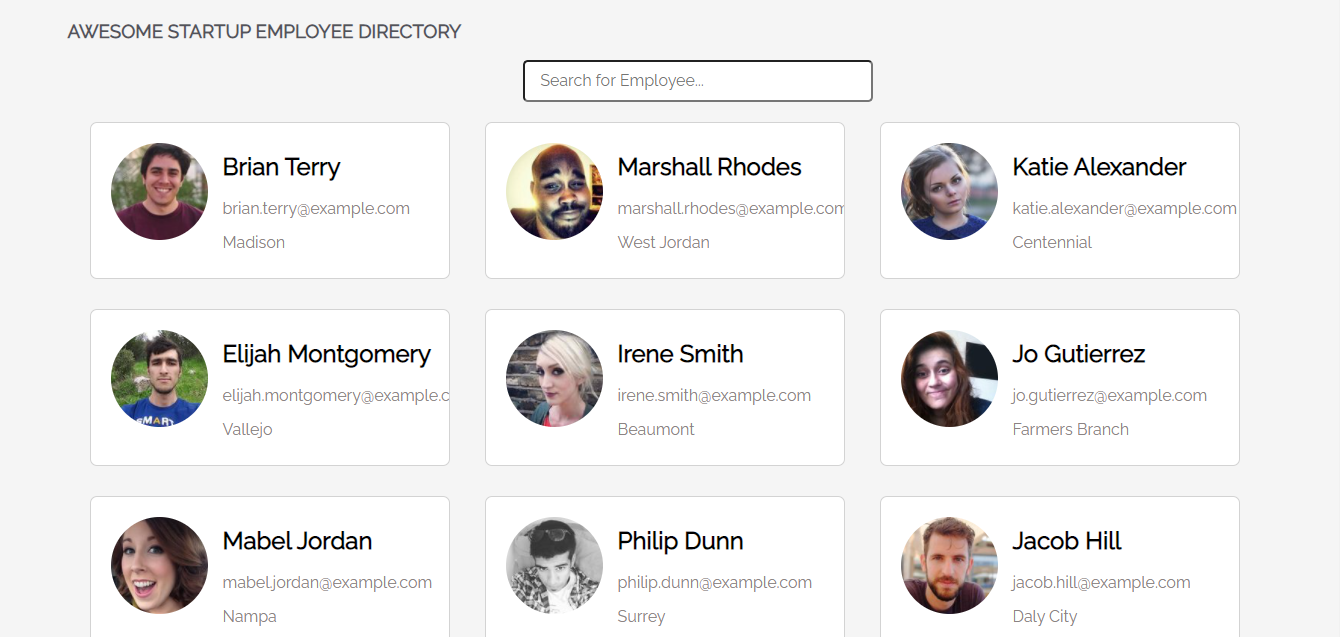 AWESOME STARTUP EMPLOYEE DIRECTORY
Search for Employee...
Brian Terry
brian.terry@example.com
Madison
Marshall Rhodes
marshall.rhodes@example.com
West Jordan
Katie Alexander
katie.alexander@example.com
Centennial
Elijah Montgomery
elijah.montgomery@example.c
Vallejo
Irene Smith
irene.smith@example.com
Beaumont
Jo Gutierrez
jo.gutierrez@example.com
Farmers Branch
Mabel Jordan
mabel.jordan@example.com
Nampa
Philip Dunn
philip.dunn@example.com
Surrey
Jacob Hill
jacob.hill@example.com
Daly City